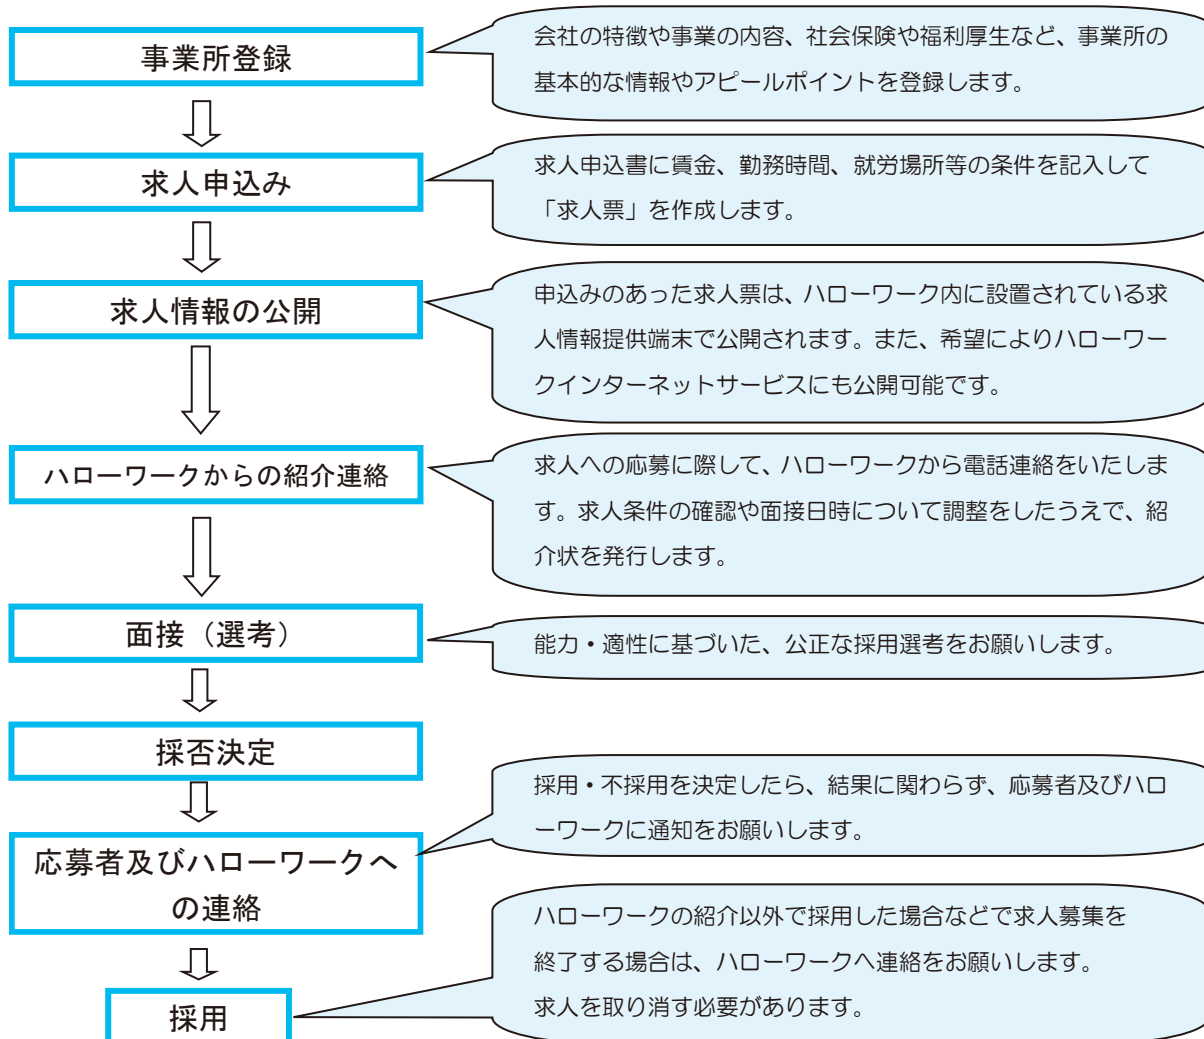 事業所登録
会社の特徴や事業の内容、社会保険や福利厚生など、事業所の
基本的な情報やアピールポイントを登録します。
求人申込み
求人申込書に賃金、勤務時間、就労場所等の条件を記入して
「求人票」を作成します。
求人情報の公開
申込みのあった求人票は、ハローワーク内に設置されている求
人情報提供端末で公開されます。また、希望によりハローワー
クインターネットサービスにも公開可能です。
ハローワークからの紹介連絡
求人への応募に際して、ハローワークから電話連絡をいたしま
す。求人条件の確認や面接日時について調整をしたうえで、紹
介状を発行します。
面接（選考）
能力・適性に基づいた、公正な採用選考をお願いします。
採否決定
採用・不採用を決定したら、結果に関わらず、応募者及びハロ
ーワークに通知をお願いします。
応募者及びハローワークへ
の連絡
ハローワークの紹介以外で採用した場合などで求人募集を
終了する場合は、ハローワークへ連絡をお願いします。
求人を取り消す必要があります。
採用